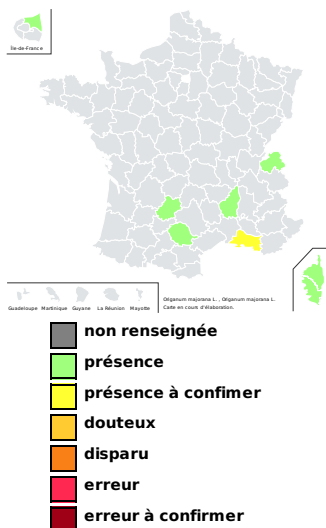 Île-de-France
Guadeloupe Martinique Guyane La Réunion Mayotte
Origanum majorana L. , Origanum majorana L.
Carte en cours d'élaboration.
non renseignée
présence
présence à confimer
douteux
disparu
erreur
erreur à confirmer